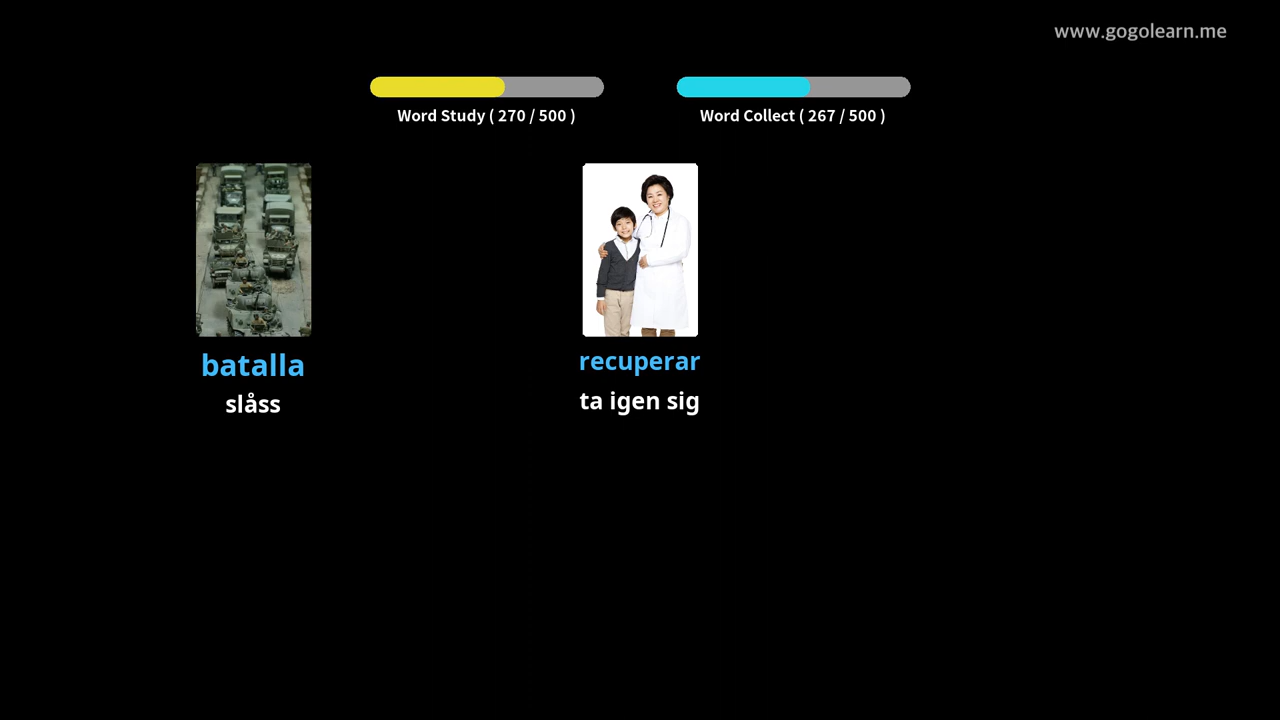 www.gogolearn.me
Word Study ( 270 / 500 )
Word Collect ( 267 / 500 )
batalla
slåss
recuperar
ta igen sig